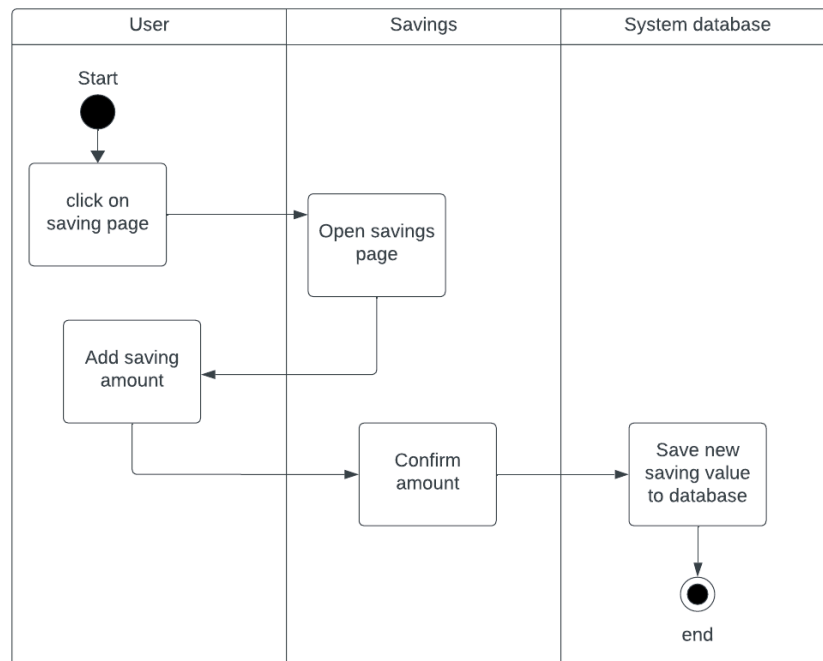 User
Savings
System database
Start
click on
saving page
Open savings
page
Add saving
amount
Confirm
amount
Save new
saving value
to database
end